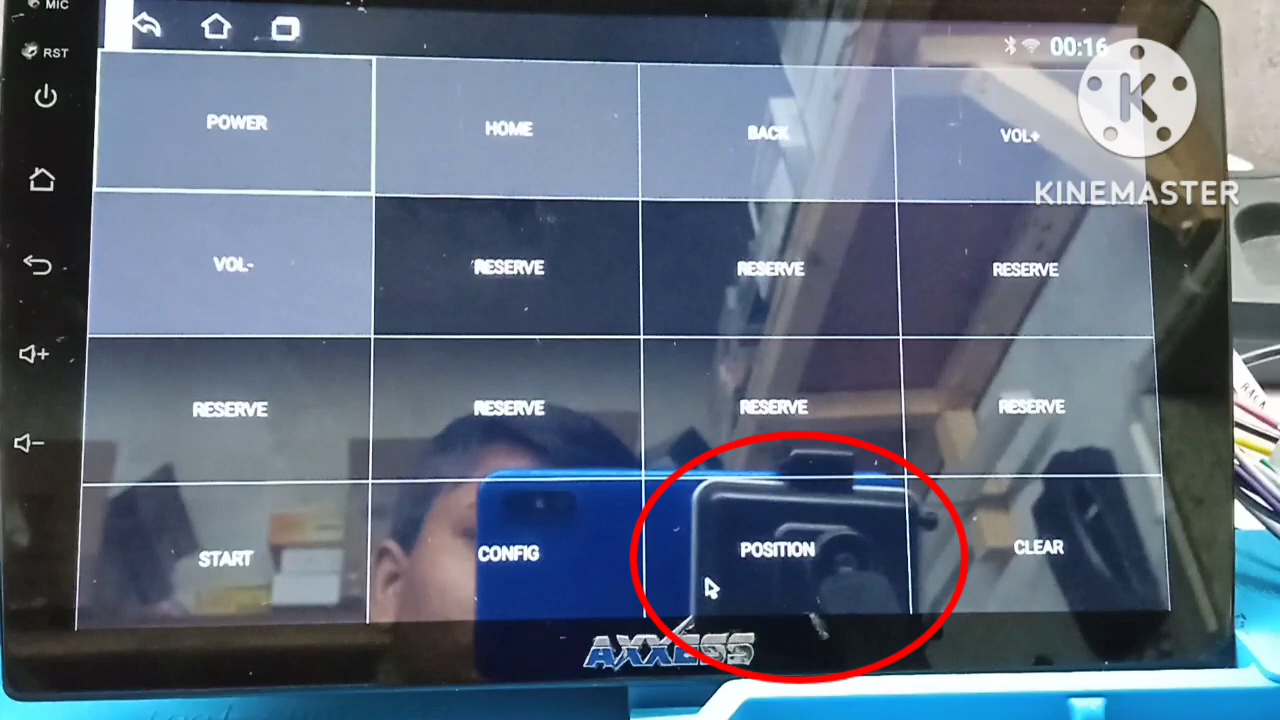 MIC
RST
00:16
POWER
HOME
BACK
VOL+
K
KINEMASTER
VOL-
RESERVE
RESERVE
RESERVE
RESERVE
RESERVE
RESERVE
RESERVE
START
CONFIG
POSITION
CLEAR
AXXESS